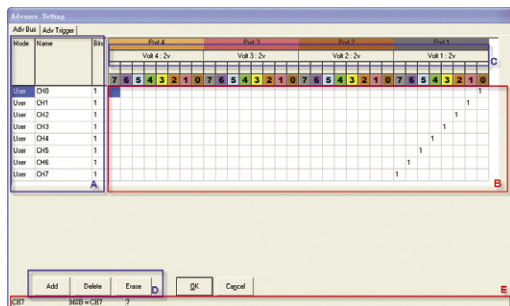 Advance Setting
Adv Bus Adv Trigger
Mode Name Bits Port 4 Port 3 Port 2 Port 1
Volt 4 : 2v Volt 3 : 2v Volt 2 : 2v Volt 1 : 2v
C
7 6 5 4 3 2 1 0 7 6 5 4 3 2 1 0 7 6 5 4 3 2 1 0 7 6 5 4 3 2 1 0
User CH0 1 1
User CH1 1 1
User CH2 1 1
User CH3 1 1
User CH4 1 1
User CH5 1 1
User CH6 1 1
User CH7 1 1
A B
Add Delete Erase D OK Cancel E
CH7 MSB = CH7 7